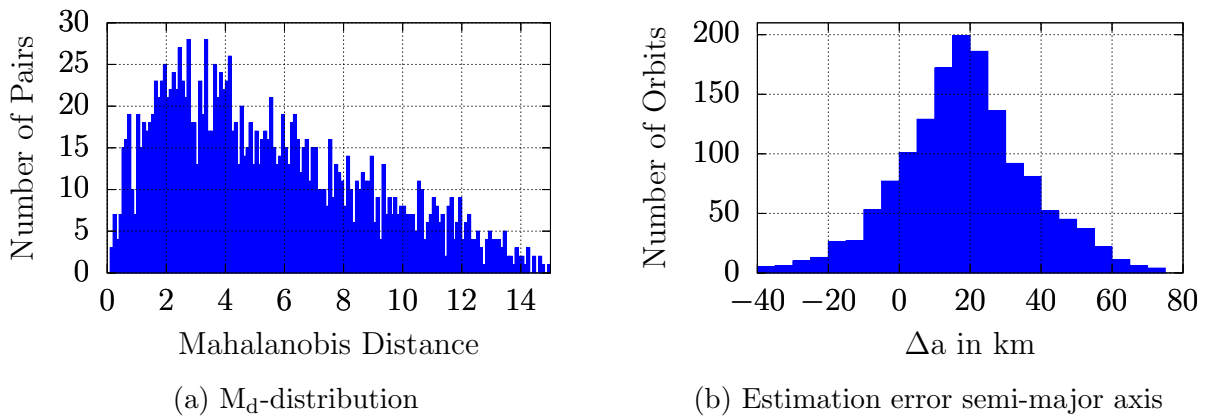 Number of Pairs
30
25
20
15
10
5
0
0 2 4 6 8 10 12 14
Mahalanobis Distance
(a) M_d-distribution
Number of Orbits
200
150
100
50
0
−40 −20 0 20 40 60 80
Δa in km
(b) Estimation error semi-major axis